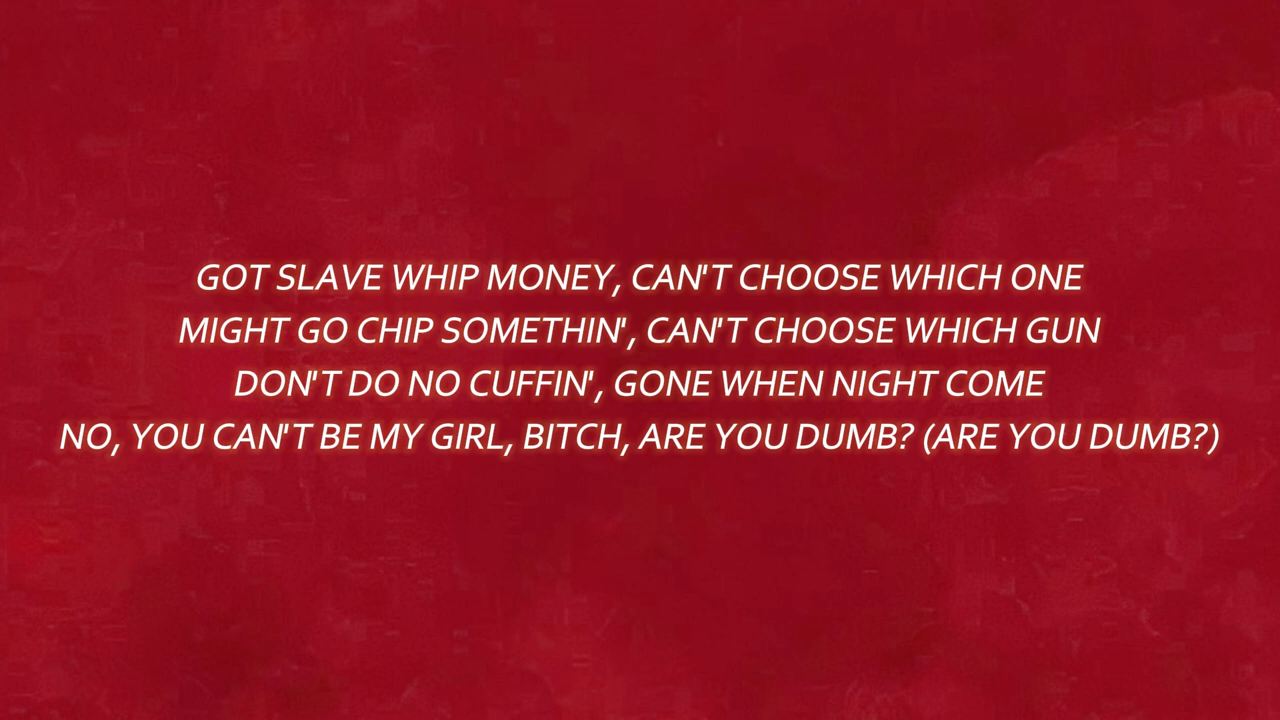 GOT SLAVE WHIP MONEY, CAN'T CHOOSE WHICH ONE
MIGHT GO CHIP SOMETHIN', CAN'T CHOOSE WHICH GUN
DON'T DO NO CUFFIN', GONE WHEN NIGHT COME
NO, YOU CAN'T BE MY GIRL, BITCH, ARE YOU DUMB? (ARE YOU DUMB?)